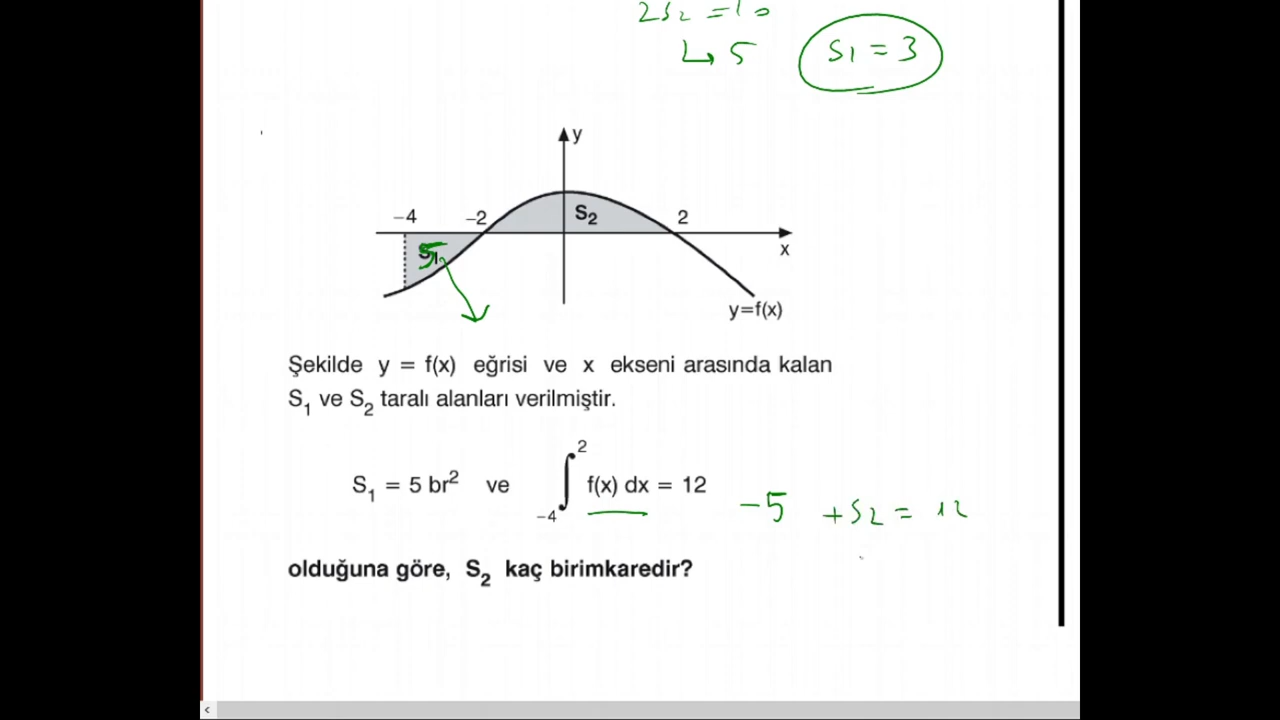 2S2 = 10
↳ 5 S1 = 3
y
-4 -2 S2 2
5 x
y=f(x)
Şekilde y = f(x) eğrisi ve x ekseni arasında kalan
S1 ve S2 taralı alanları verilmiştir.
S1 = 5 br² ve ∫₋₄² f(x) dx = 12 -5 +S2 = 12
olduğuna göre, S2 kaç birimkaredir?